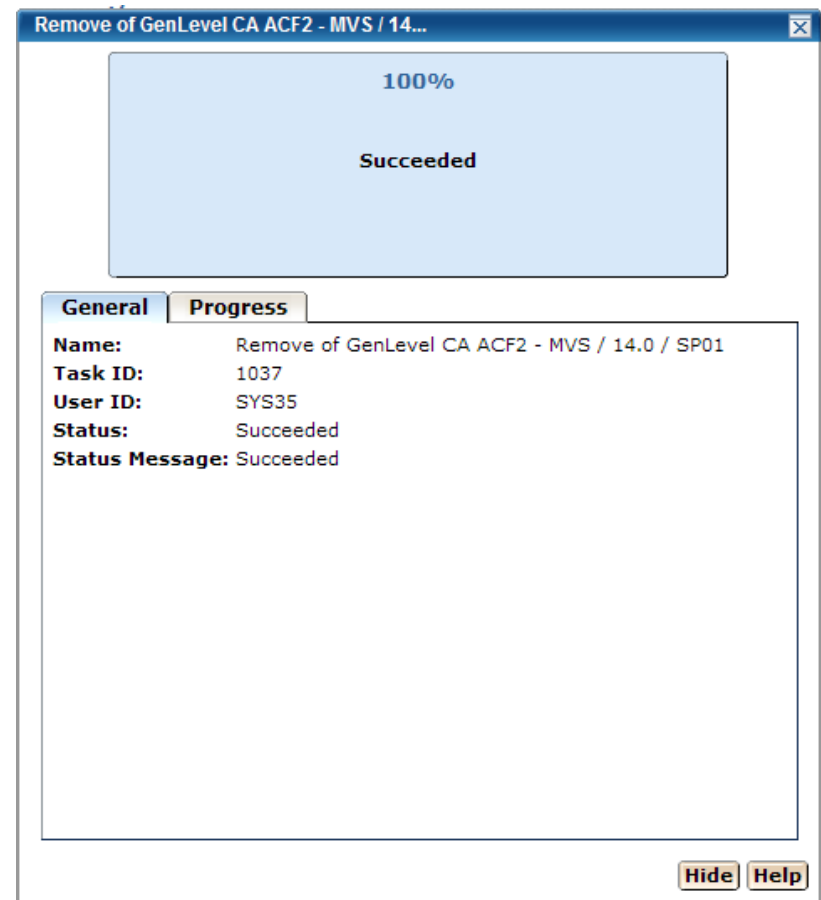 Remove of GenLevel CA ACF2 - MVS / 14...
100%
Succeeded
General Progress
Name: Remove of GenLevel CA ACF2 - MVS / 14.0 / SP01
Task ID: 1037
User ID: SYS35
Status: Succeeded
Status Message: Succeeded
Hide Help